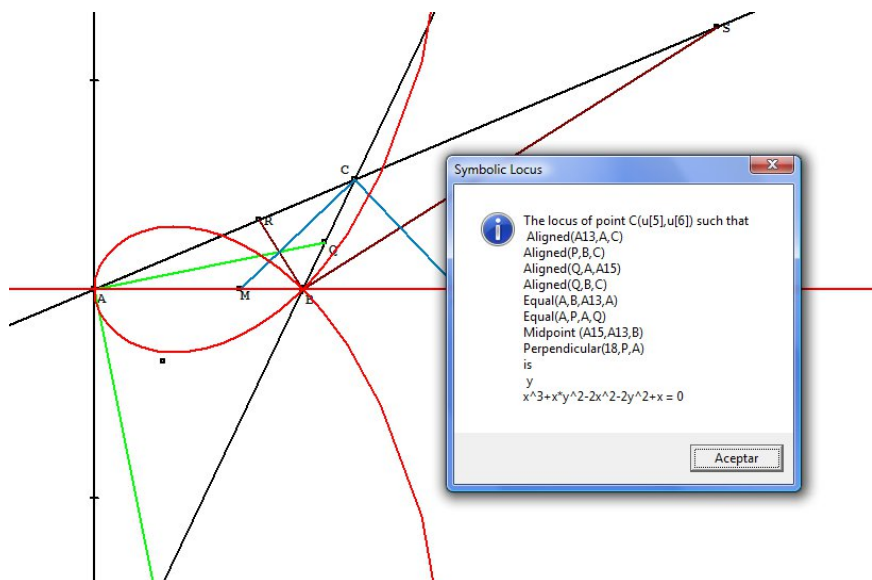 S
C
R
Q
A
M
B
Symbolic Locus
The locus of point C(u[5],u[6]) such that
Aligned(A13,A,C)
Aligned(P,B,C)
Aligned(Q,A,A15)
Aligned(Q,B,C)
Equal(A,B,A13,A)
Equal(A,P,A,Q)
Midpoint (A15,A13,B)
Perpendicular(18,P,A)
is
y
x^3+x*y^2-2x^2-2y^2+x = 0
Aceptar